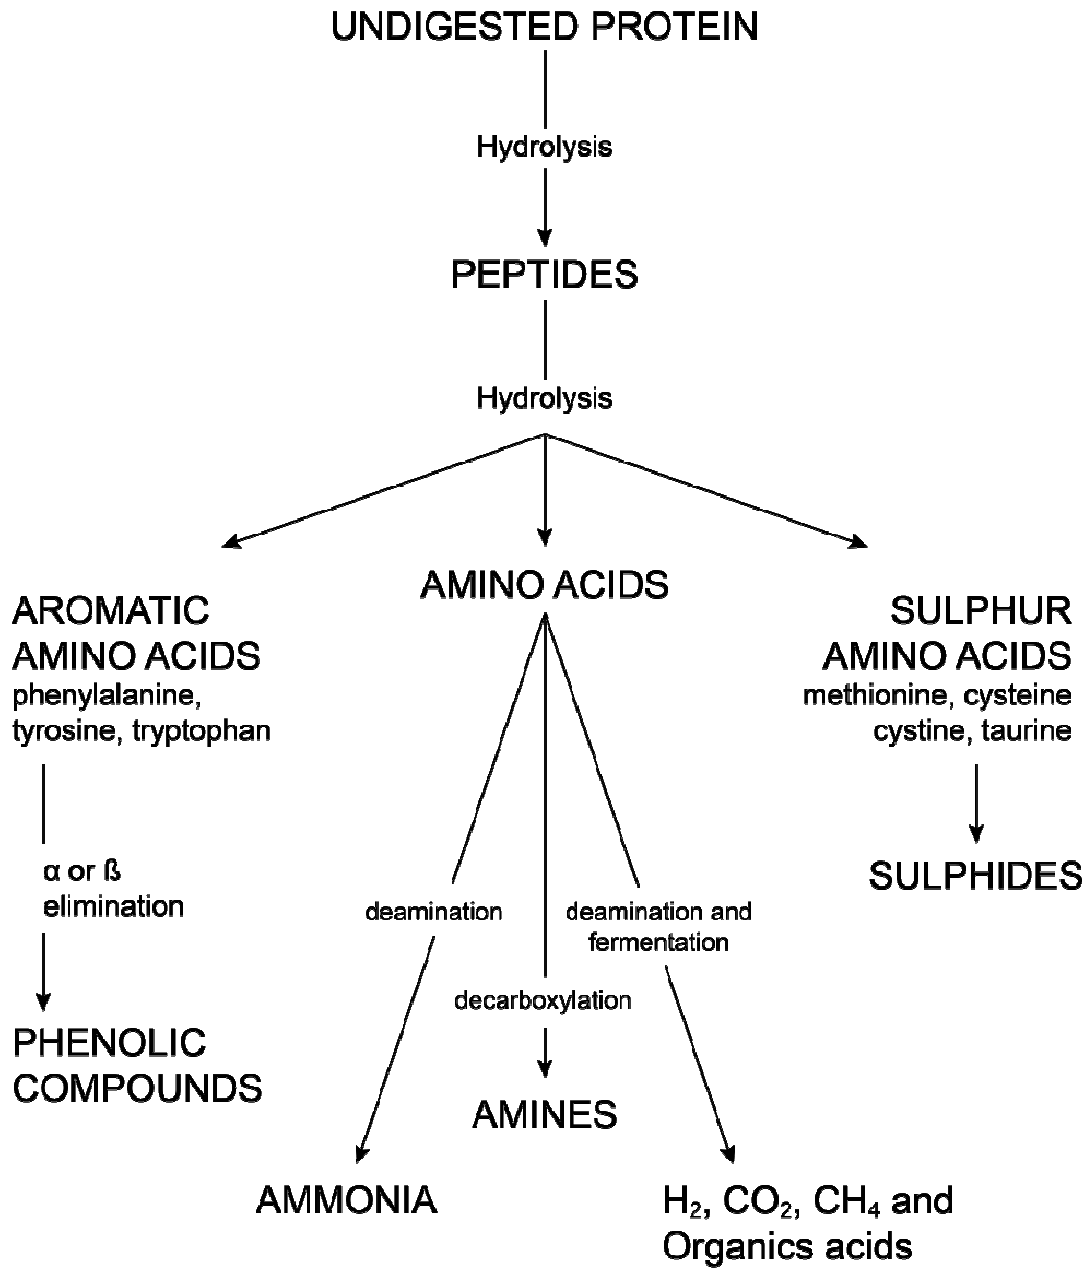 UNDIGESTED PROTEIN
Hydrolysis
PEPTIDES
Hydrolysis
AROMATIC
AMINO ACIDS
phenylalanine,
tyrosine, tryptophan
α or ß
elimination
PHENOLIC
COMPOUNDS
AMINO ACIDS
deamination
AMMONIA
decarboxylation
AMINES
deamination and
fermentation
H₂, CO₂, CH₄ and
Organics acids
SULPHUR
AMINO ACIDS
methionine, cysteine
cystine, taurine
SULPHIDES